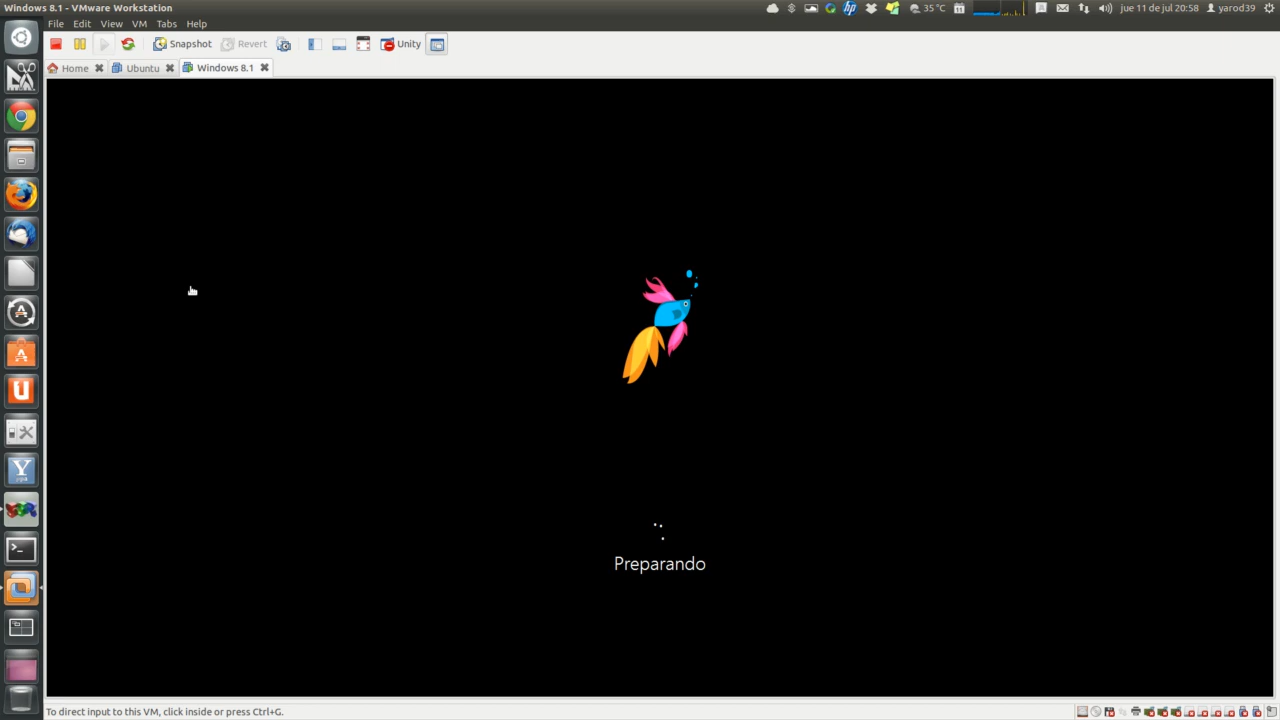 Windows 8.1 - VMware Workstation
35 °C
jue 11 de jul 20:58
yarod39
File Edit View VM Tabs Help
Snapshot
Revert
Unity
Home
Ubuntu
Windows 8.1
Preparando
To direct input to this VM, click inside or press Ctrl+G.